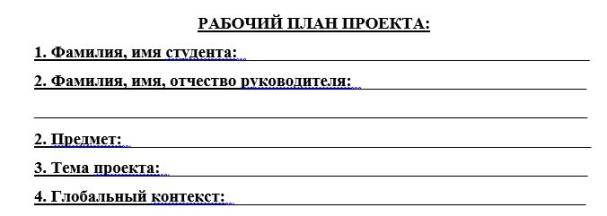 РАБОЧИЙ ПЛАН ПРОЕКТА:
1. Фамилия, имя студента:
2. Фамилия, имя, отчество руководителя:
2. Предмет:
3. Тема проекта:
4. Глобальный контекст: